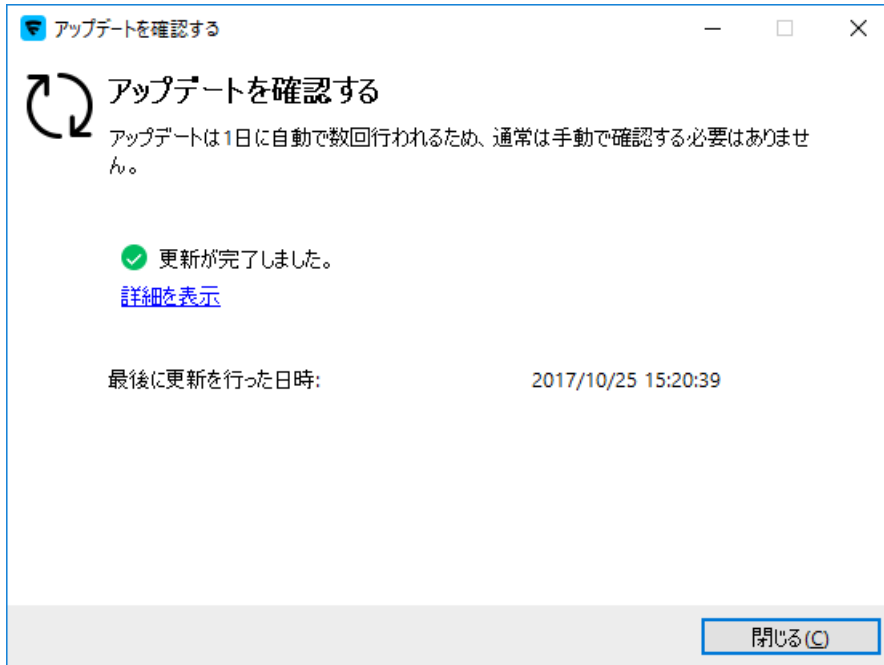 アップデートを確認する
アップデートを確認する
アップデートは1日に自動で数回行われるため、通常は手動で確認する必要はありませ
ん。
更新が完了しました。
詳細を表示
最後に更新を行った日時: 2017/10/25 15:20:39
閉じる(C)